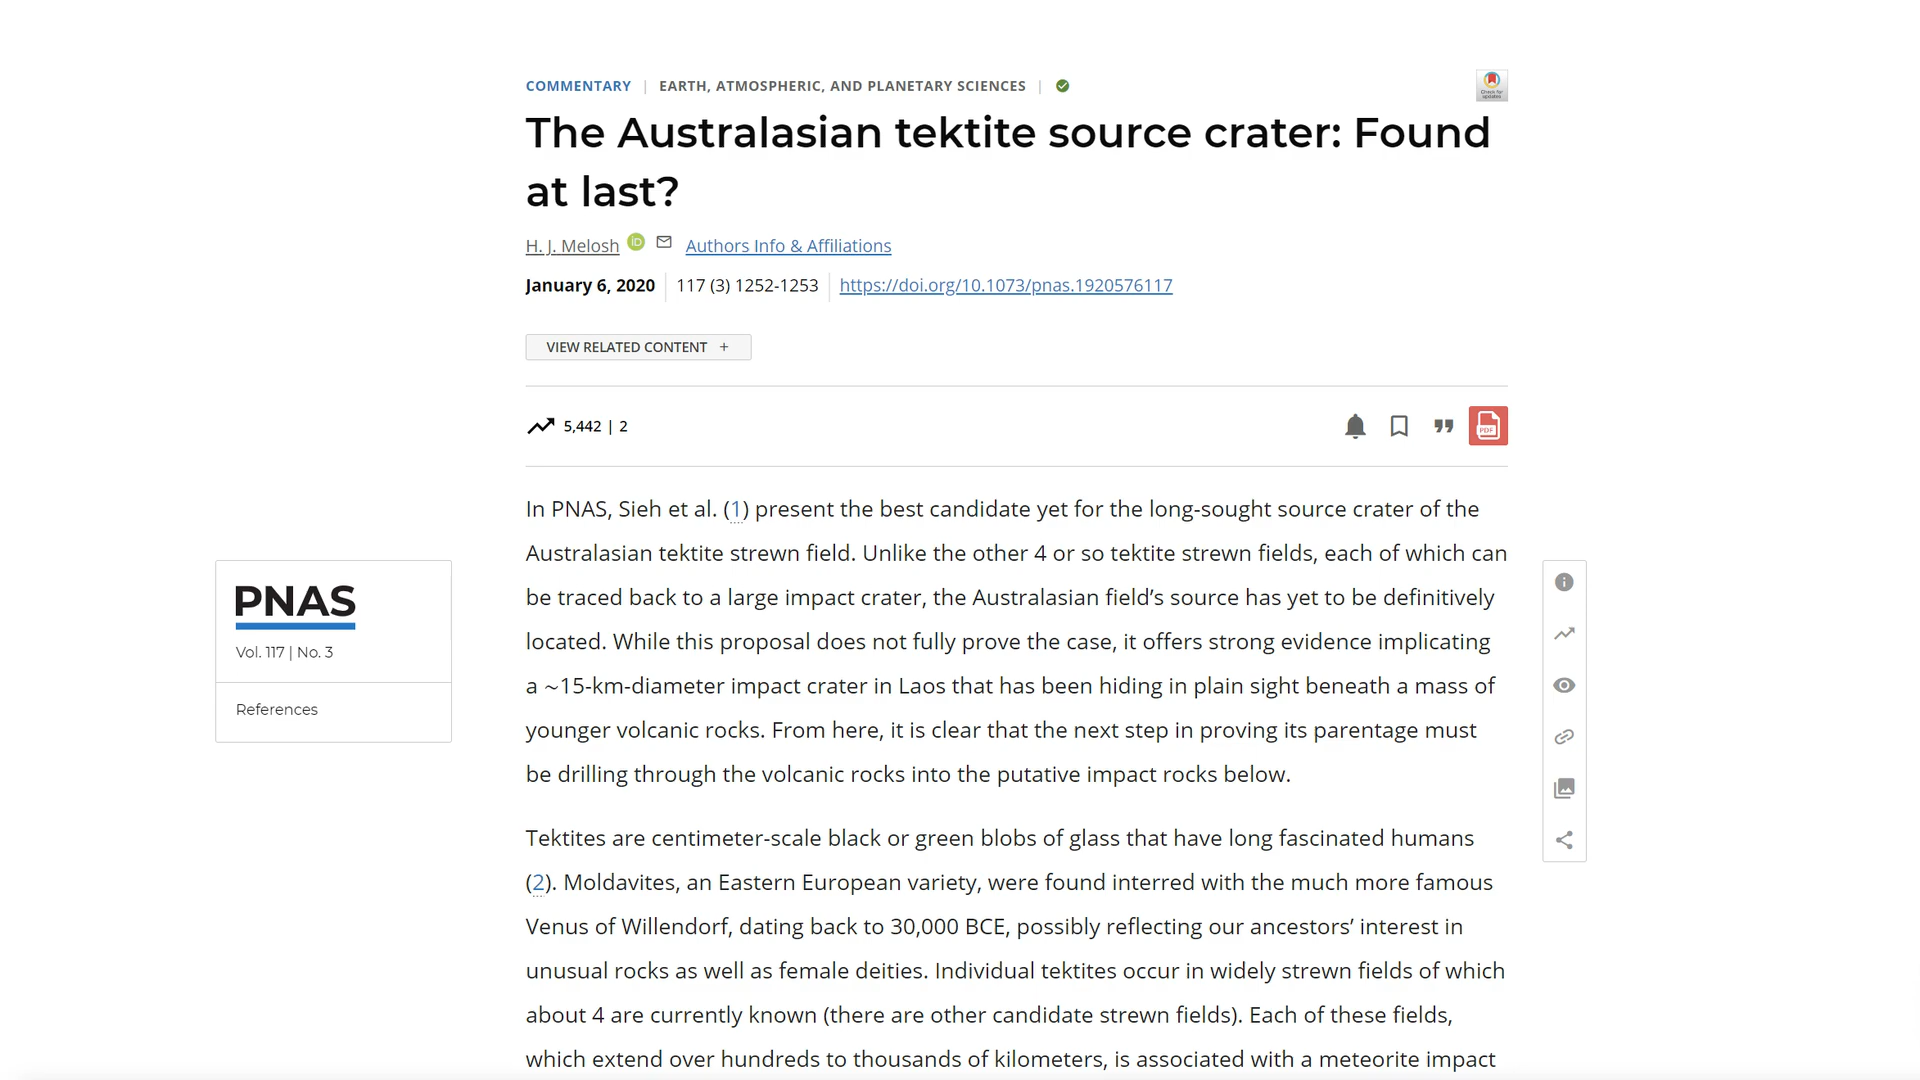 COMMENTARY | EARTH, ATMOSPHERIC, AND PLANETARY SCIENCES |
Check for updates
The Australasian tektite source crater: Found
at last?
H. J. Melosh iD Authors Info & Affiliations
January 6, 2020 | 117 (3) 1252-1253 | https://doi.org/10.1073/pnas.1920576117
VIEW RELATED CONTENT +
5,442 | 2
PDF
In PNAS, Sieh et al. (1) present the best candidate yet for the long-sought source crater of the
Australasian tektite strewn field. Unlike the other 4 or so tektite strewn fields, each of which can
be traced back to a large impact crater, the Australasian field’s source has yet to be definitively
located. While this proposal does not fully prove the case, it offers strong evidence implicating
a ~15-km-diameter impact crater in Laos that has been hiding in plain sight beneath a mass of
younger volcanic rocks. From here, it is clear that the next step in proving its parentage must
be drilling through the volcanic rocks into the putative impact rocks below.
Tektites are centimeter-scale black or green blobs of glass that have long fascinated humans
(2). Moldavites, an Eastern European variety, were found interred with the much more famous
Venus of Willendorf, dating back to 30,000 BCE, possibly reflecting our ancestors’ interest in
unusual rocks as well as female deities. Individual tektites occur in widely strewn fields of which
about 4 are currently known (there are other candidate strewn fields). Each of these fields,
which extend over hundreds to thousands of kilometers, is associated with a meteorite impact
PNAS
Vol. 117 | No. 3
References